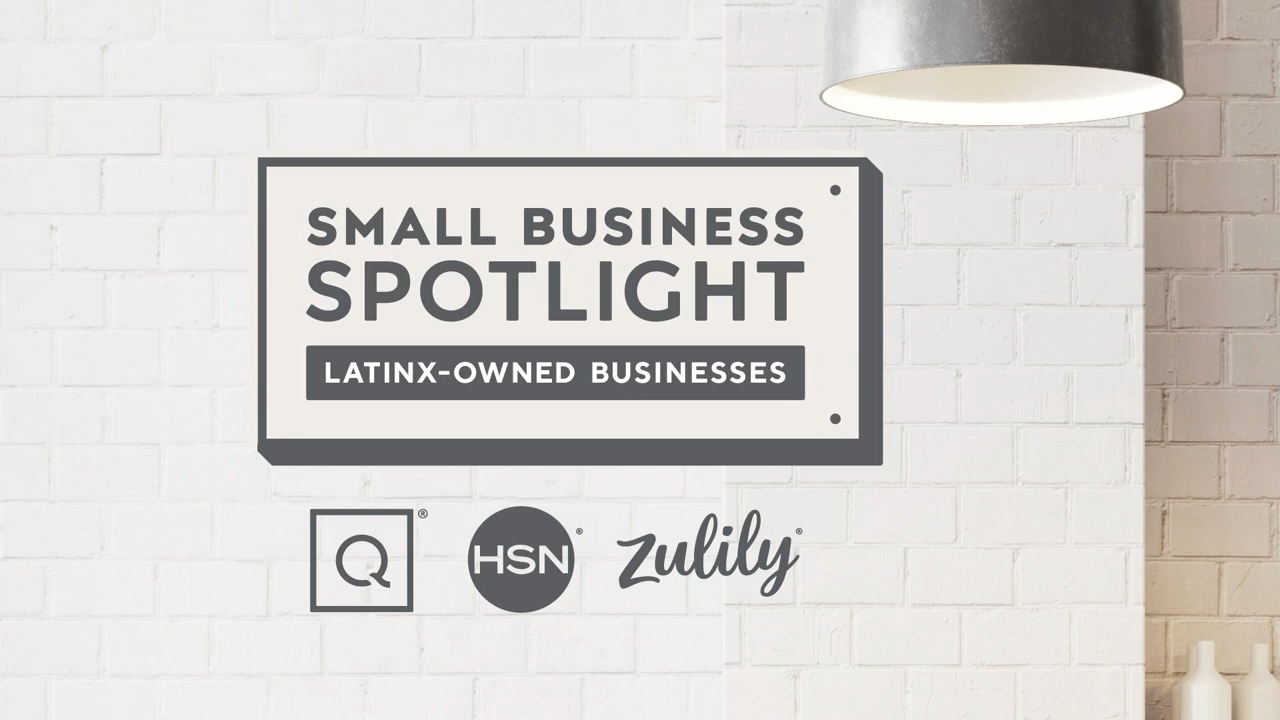 SMALL BUSINESS
SPOTLIGHT
LATINX-OWNED BUSINESSES
Q® HSN® zulily®